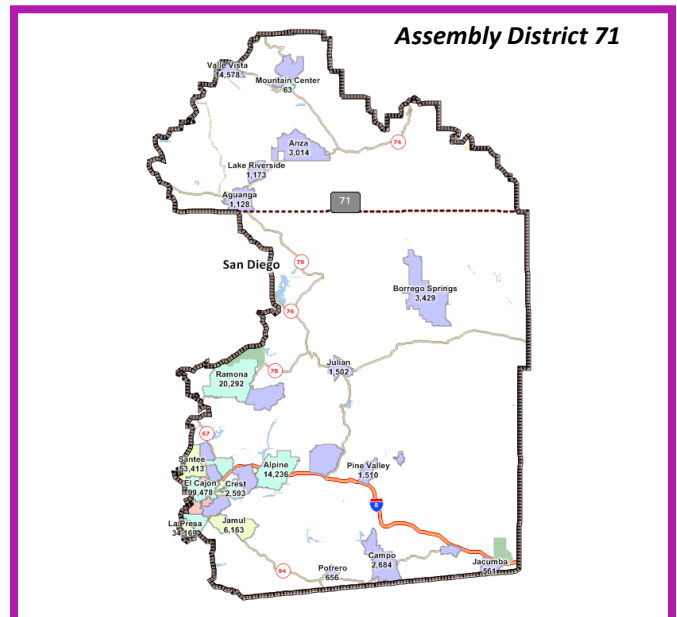 Assembly District 71
Valle Vista
14,578
Mountain Center
63
74
Anza
3,014
Lake Riverside
1,173
Aguanga
1,128
71
79
San Diego
Borrego Springs
3,429
76
Julian
1,502
78
Ramona
20,292
67
Santee
53,413
Alpine
14,236
Pine Valley
1,510
El Cajon
99,478
Crest
2,593
8
La Presa
34,169
Jamul
6,163
94
Potrero
656
Campo
2,684
Jacumba
561